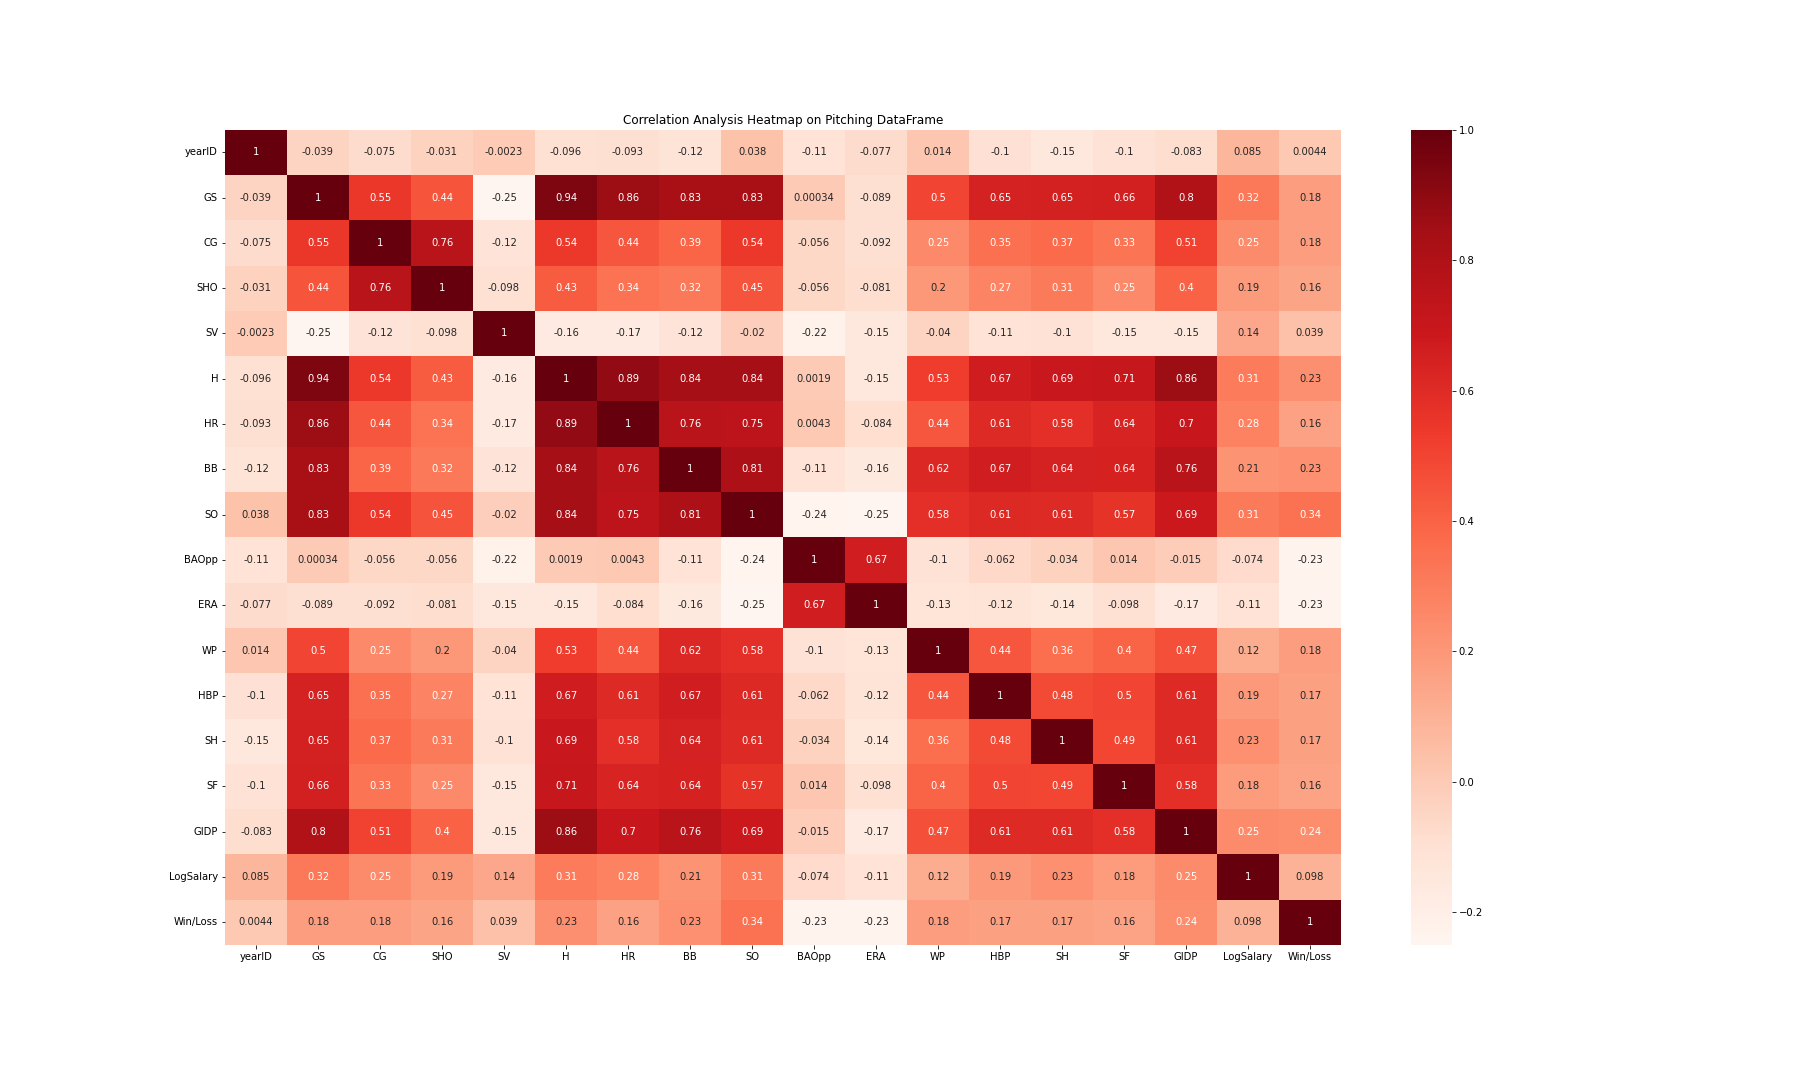 Correlation Analysis Heatmap on Pitching DataFrame
yearID 1 -0.039 -0.075 -0.031 -0.0023 -0.096 -0.093 -0.12 0.038 -0.11 -0.077 0.014 -0.1 -0.15 -0.1 -0.083 0.085 0.0044
GS -0.039 1 0.55 0.44 -0.25 0.94 0.86 0.83 0.83 0.00034 -0.089 0.5 0.65 0.65 0.66 0.8 0.32 0.18
CG -0.075 0.55 1 0.76 -0.12 0.54 0.44 0.39 0.54 -0.056 -0.092 0.25 0.35 0.37 0.33 0.51 0.25 0.18
SHO -0.031 0.44 0.76 1 -0.098 0.43 0.34 0.32 0.45 -0.056 -0.081 0.2 0.27 0.31 0.25 0.4 0.19 0.16
SV -0.0023 -0.25 -0.12 -0.098 1 -0.16 -0.17 -0.12 -0.02 -0.22 -0.15 -0.04 -0.11 -0.1 -0.15 -0.15 0.14 0.039
H -0.096 0.94 0.54 0.43 -0.16 1 0.89 0.84 0.84 0.0019 -0.15 0.53 0.67 0.69 0.71 0.86 0.31 0.23
HR -0.093 0.86 0.44 0.34 -0.17 0.89 1 0.76 0.75 0.0043 -0.084 0.44 0.61 0.58 0.64 0.7 0.28 0.16
BB -0.12 0.83 0.39 0.32 -0.12 0.84 0.76 1 0.81 -0.11 -0.16 0.62 0.67 0.64 0.64 0.76 0.21 0.23
SO 0.038 0.83 0.54 0.45 -0.02 0.84 0.75 0.81 1 -0.24 -0.25 0.58 0.61 0.61 0.57 0.69 0.31 0.34
BAOpp -0.11 0.00034 -0.056 -0.056 -0.22 0.0019 0.0043 -0.11 -0.24 1 0.67 -0.1 -0.062 -0.034 0.014 -0.015 -0.074 -0.23
ERA -0.077 -0.089 -0.092 -0.081 -0.15 -0.15 -0.084 -0.16 -0.25 0.67 1 -0.13 -0.12 -0.14 -0.098 -0.17 -0.11 -0.23
WP 0.014 0.5 0.25 0.2 -0.04 0.53 0.44 0.62 0.58 -0.1 -0.13 1 0.44 0.36 0.4 0.47 0.12 0.18
HBP -0.1 0.65 0.35 0.27 -0.11 0.67 0.61 0.67 0.61 -0.062 -0.12 0.44 1 0.48 0.5 0.61 0.19 0.17
SH -0.15 0.65 0.37 0.31 -0.1 0.69 0.58 0.64 0.61 -0.034 -0.14 0.36 0.48 1 0.49 0.61 0.23 0.17
SF -0.1 0.66 0.33 0.25 -0.15 0.71 0.64 0.64 0.57 0.014 -0.098 0.4 0.5 0.49 1 0.58 0.18 0.16
GIDP -0.083 0.8 0.51 0.4 -0.15 0.86 0.7 0.76 0.69 -0.015 -0.17 0.47 0.61 0.61 0.58 1 0.25 0.24
LogSalary 0.085 0.32 0.25 0.19 0.14 0.31 0.28 0.21 0.31 -0.074 -0.11 0.12 0.19 0.23 0.18 0.25 1 0.098
Win/Loss 0.0044 0.18 0.18 0.16 0.039 0.23 0.16 0.23 0.34 -0.23 -0.23 0.18 0.17 0.17 0.16 0.24 0.098 1
yearID GS CG SHO SV H HR BB SO BAOpp ERA WP HBP SH SF GIDP LogSalary Win/Loss
1.0
0.8
0.6
0.4
0.2
0.0
−0.2